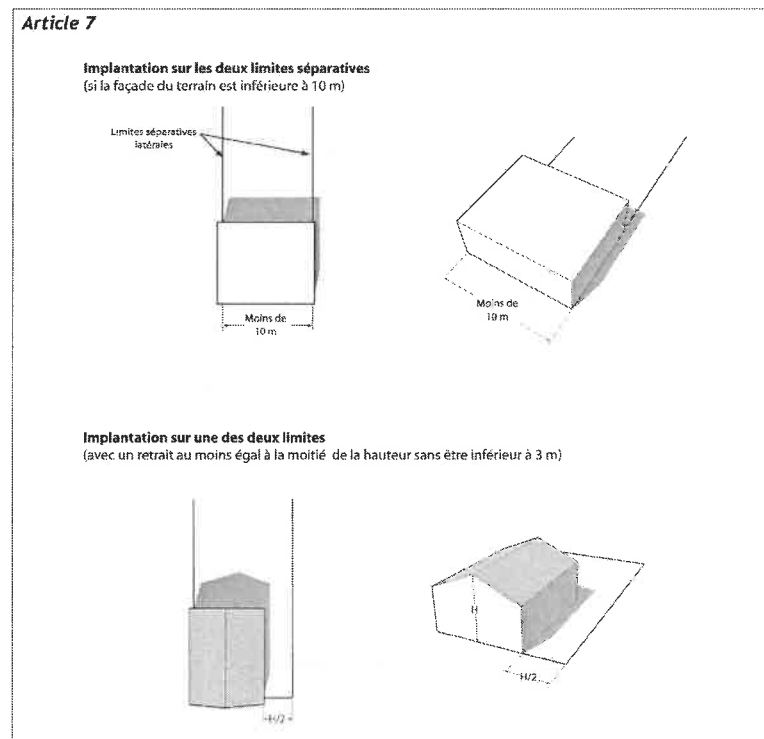 Article 7
Implantation sur les deux limites séparatives
(si la façade du terrain est inférieure à 10 m)
Limites séparatives
latérales
Moins de
10 m
Moins de
10 m
Implantation sur une des deux limites
(avec un retrait au moins égal à la moitié de la hauteur sans être inférieur à 3 m)
H
H/2
H/2